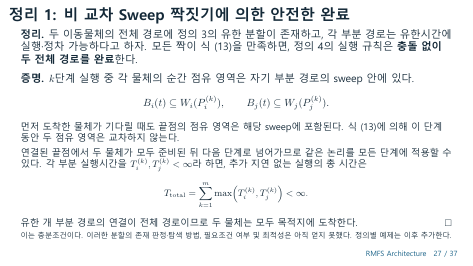 정리 1: 비 교차 Sweep 짝짓기에 의한 안전한 완료
정리. 두 이동물체의 전체 경로에 정의 3의 유한 분할이 존재하고, 각 부분 경로는 유한시간에
실행·정차 가능하다고 하자. 모든 짝이 식 (13)을 만족하면, 정의 4의 실행 규칙은 충돌 없이
두 전체 경로를 완료한다.
증명. k단계 실행 중 각 물체의 순간 점유 영역은 자기 부분 경로의 sweep 안에 있다.
B_i(t) ⊆ W_i(P_i^{(k)}), B_j(t) ⊆ W_j(P_j^{(k)}).
먼저 도착한 물체가 기다릴 때도 끝점의 점유 영역은 해당 sweep에 포함된다. 식 (13)에 의해 이 단계
동안 두 점유 영역은 교차하지 않는다.
연결된 끝점에서 두 물체가 모두 준비된 뒤 다음 단계로 넘어가므로 같은 논리를 모든 단계에 적용할 수
있다. 각 부분 실행시간을 T_i^{(k)}, T_j^{(k)} < ∞라 하면, 추가 지연 없는 실행의 총 시간은
T_total = ∑_{k=1}^{m} max(T_i^{(k)}, T_j^{(k)}) < ∞.
유한 개 부분 경로의 연결이 전체 경로이므로 두 물체는 모두 목적지에 도착한다. □
이는 충분조건이다. 이러한 분할의 존재 판정·탐색 방법, 필요조건 여부 및 최적성은 아직 얻지 못했다. 정의별 예제는 이후 추가한다.
RMFS Architecture 27 / 37